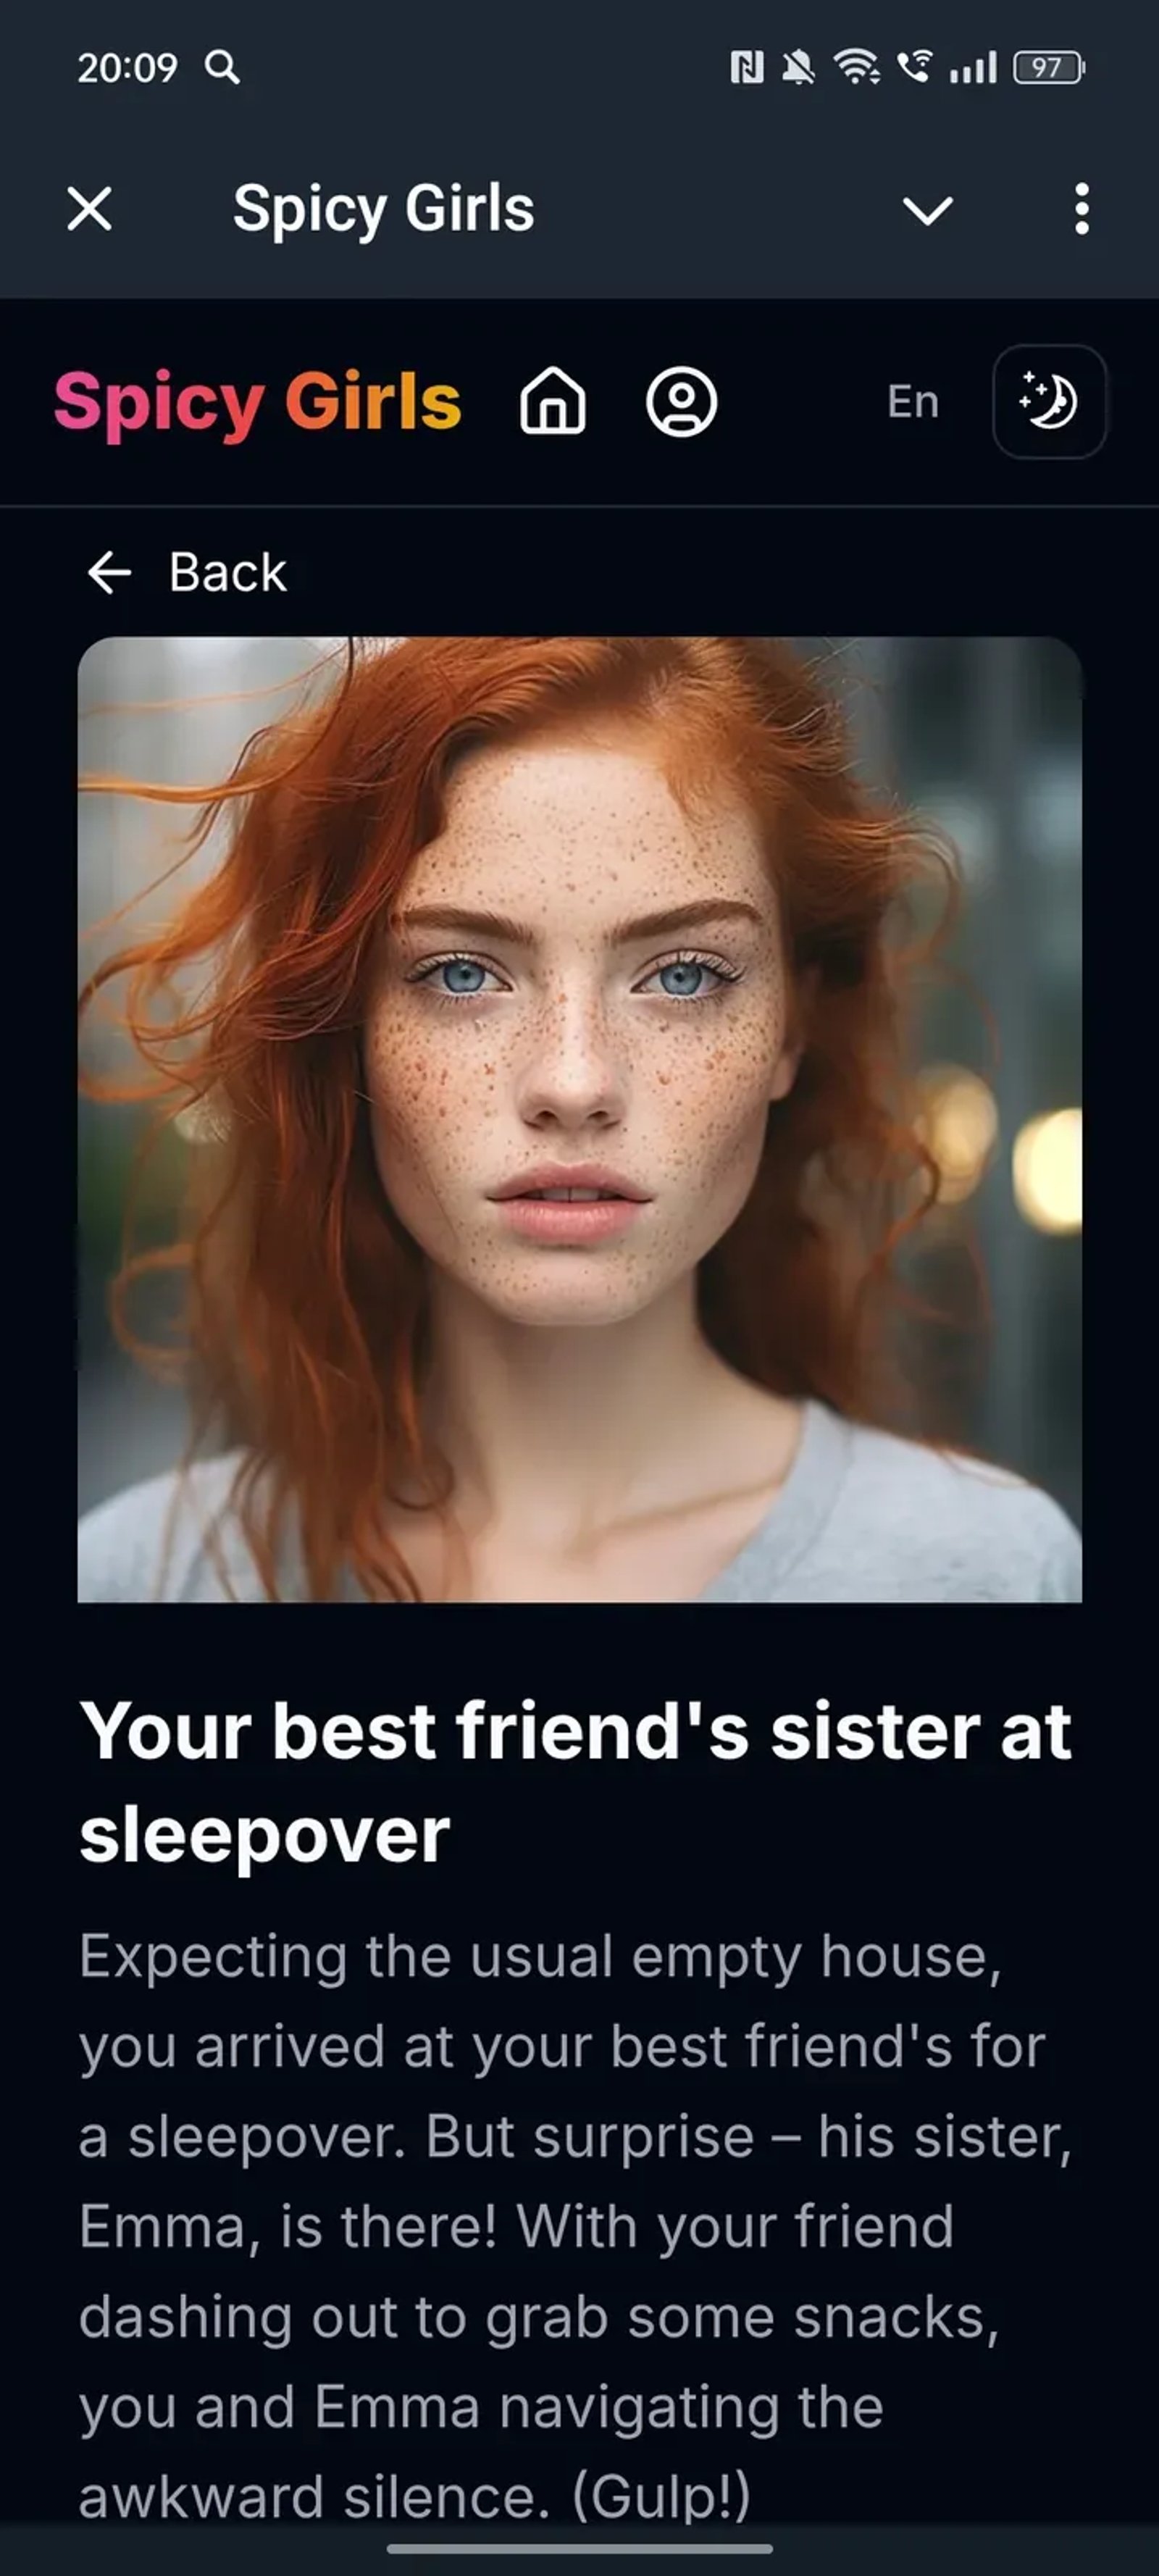 20:09
97
Spicy Girls
Spicy Girls
En
Back
Your best friend's sister at
sleepover
Expecting the usual empty house,
you arrived at your best friend's for
a sleepover. But surprise – his sister,
Emma, is there! With your friend
dashing out to grab some snacks,
you and Emma navigating the
awkward silence. (Gulp!)